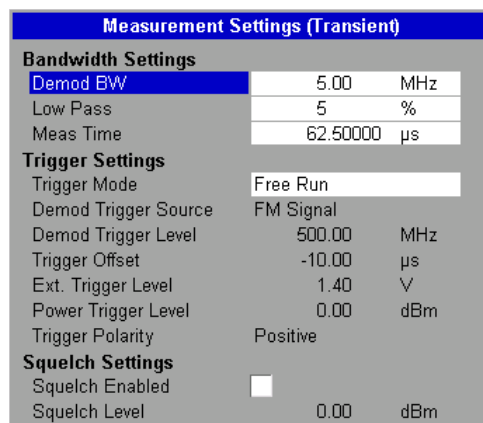 Measurement Settings (Transient)
Bandwidth Settings
Demod BW 5.00 MHz
Low Pass 5 %
Meas Time 62.50000 µs
Trigger Settings
Trigger Mode Free Run
Demod Trigger Source FM Signal
Demod Trigger Level 500.00 MHz
Trigger Offset -10.00 µs
Ext. Trigger Level 1.40 V
Power Trigger Level 0.00 dBm
Trigger Polarity Positive
Squelch Settings
Squelch Enabled
Squelch Level 0.00 dBm